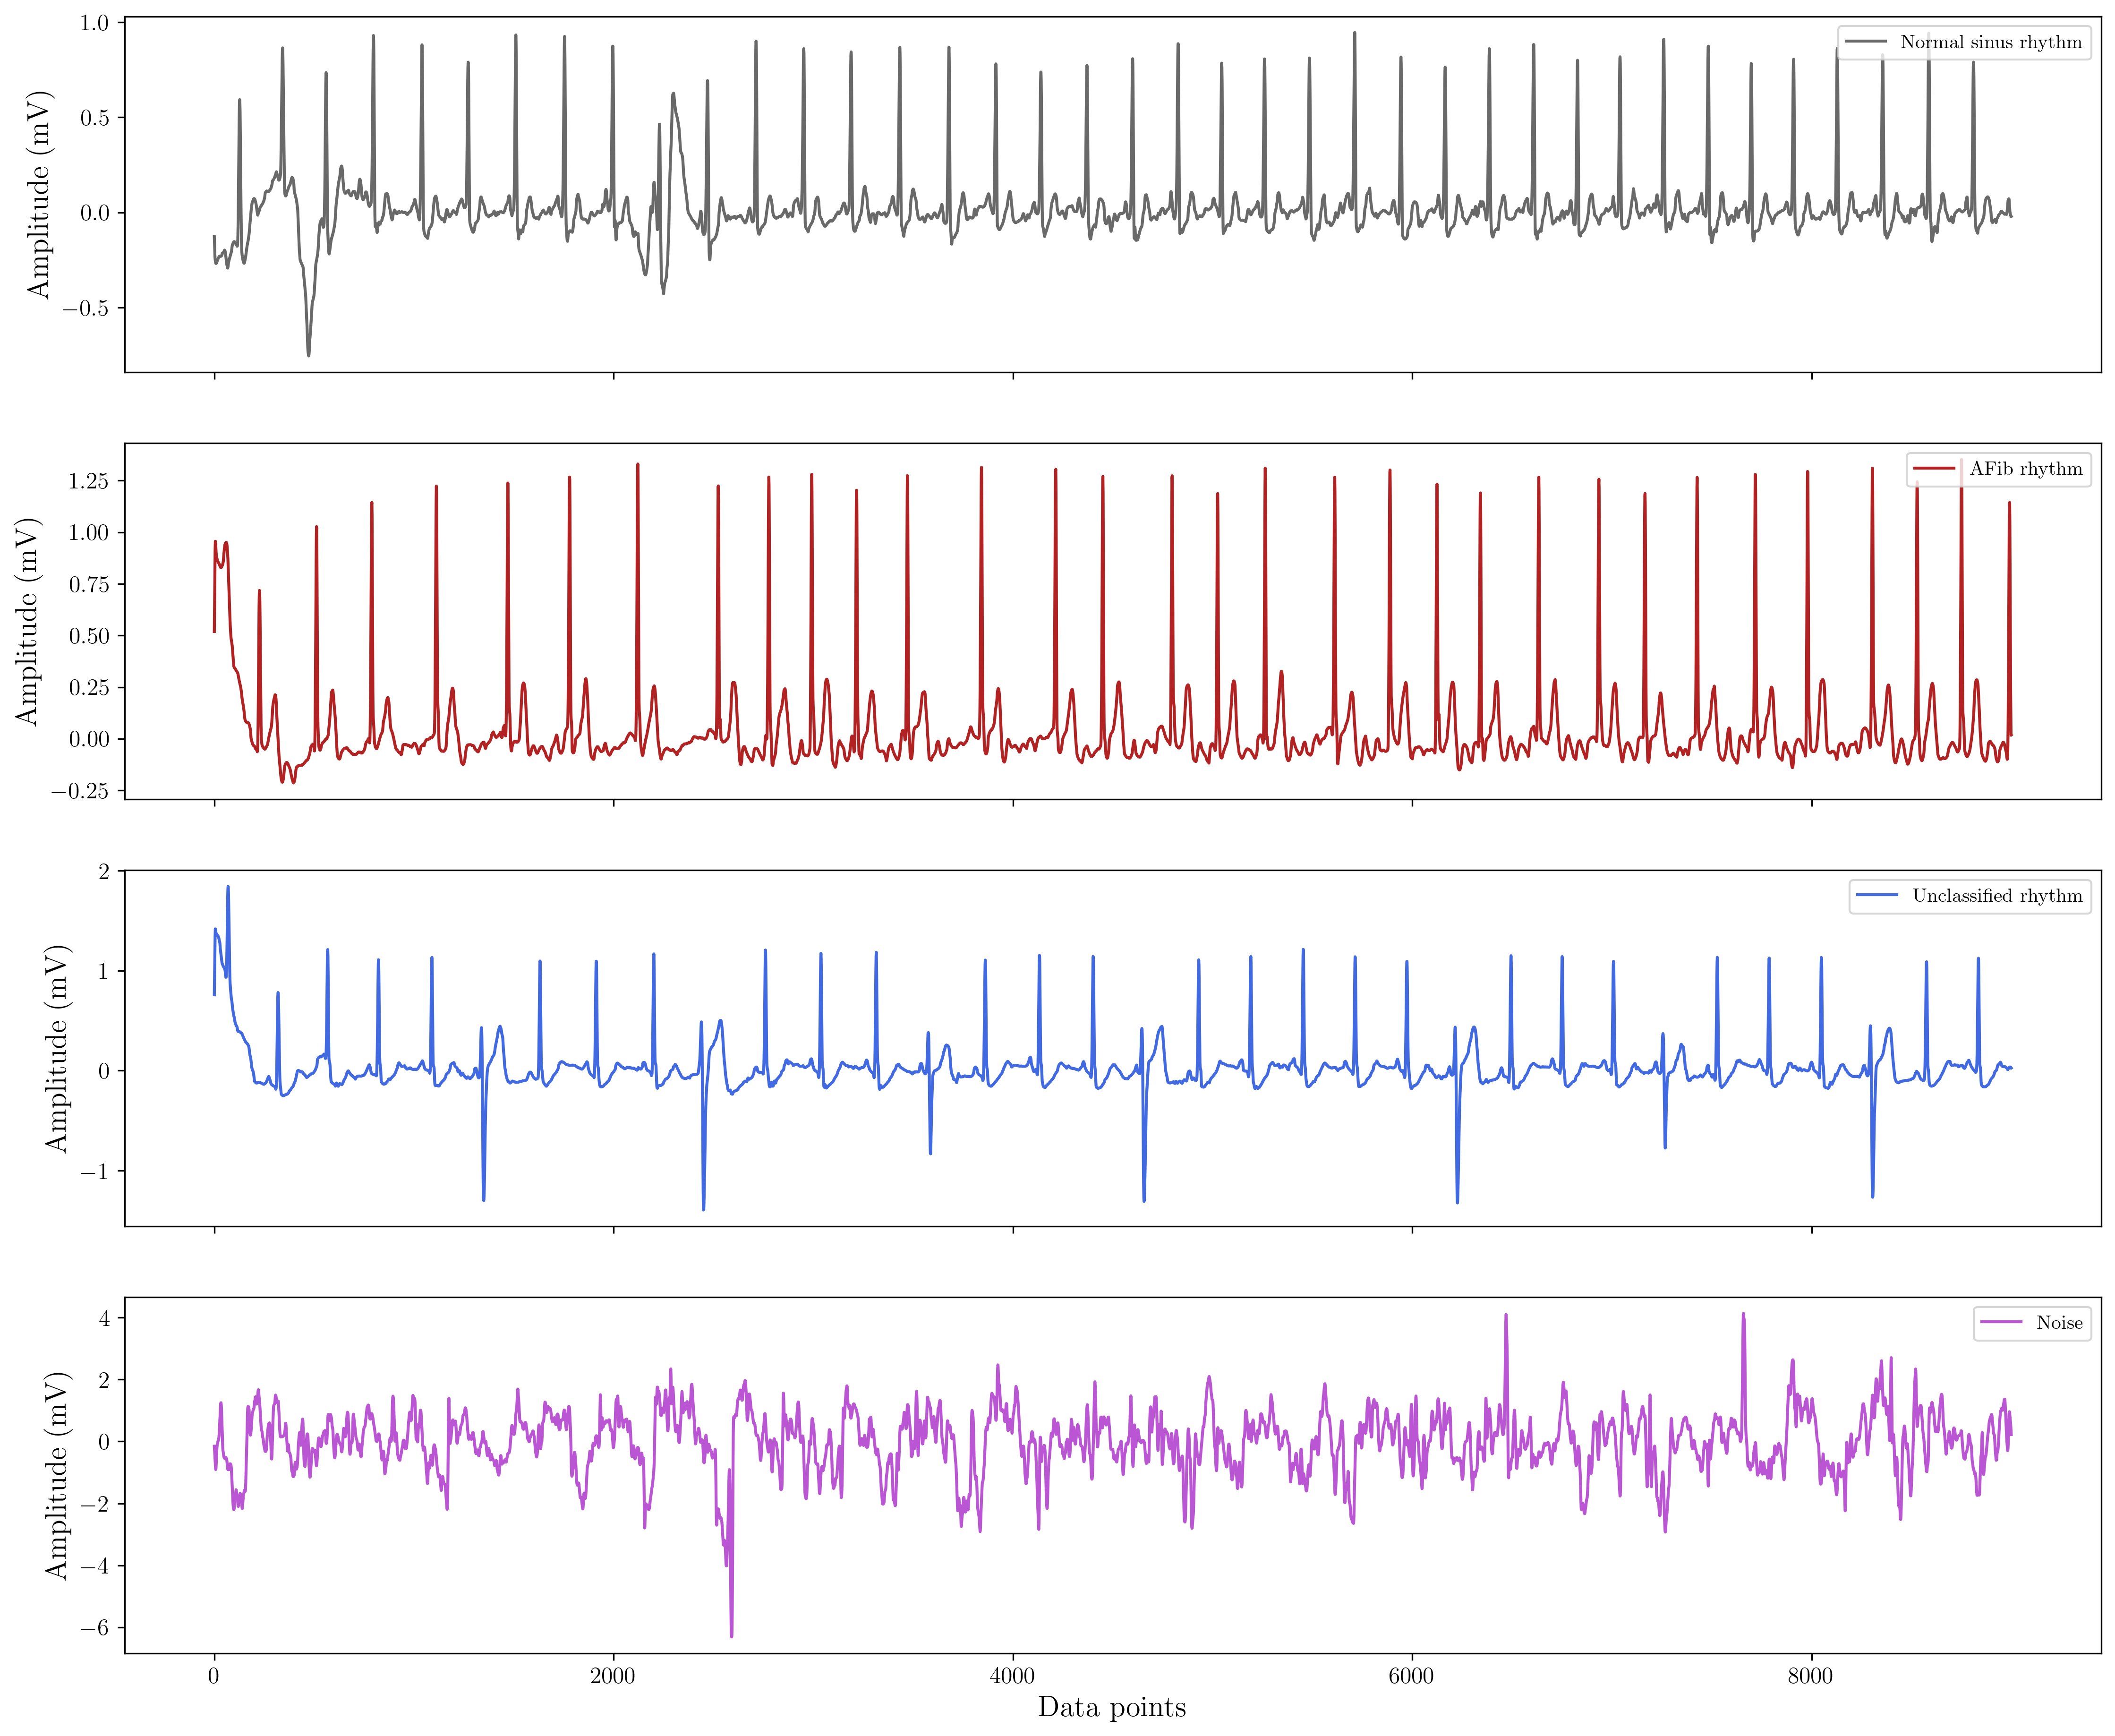 Amplitude (mV)
1.0
0.5
0.0
−0.5
Normal sinus rhythm
Amplitude (mV)
1.25
1.00
0.75
0.50
0.25
0.00
−0.25
AFib rhythm
Amplitude (mV)
2
1
0
−1
Unclassified rhythm
Amplitude (mV)
4
2
0
−2
−4
−6
Noise
0 2000 4000 6000 8000
Data points